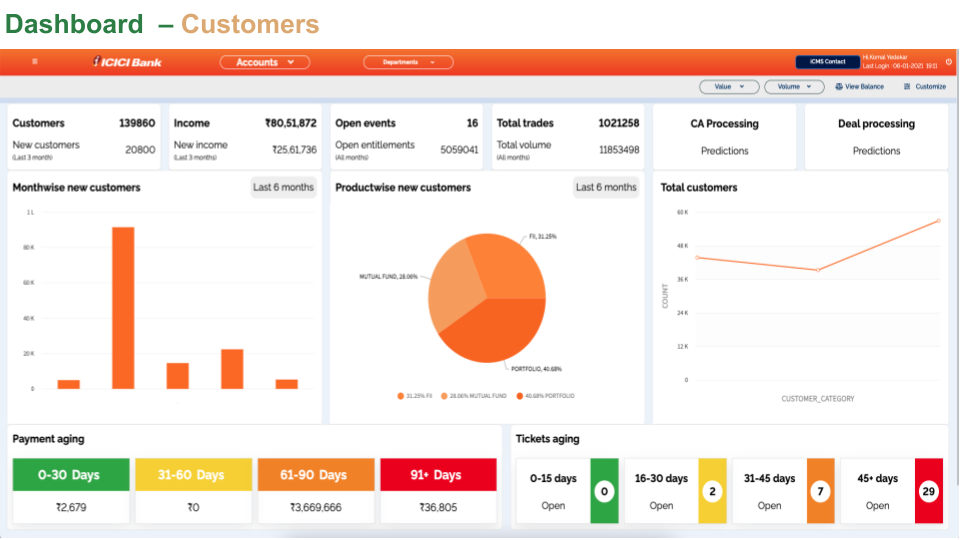 Dashboard – Customers
ICICI Bank
Accounts
Departments
ICMS Contact
Hi,Komal Yedekar
Last Login : 06-01-2021 19:11
Value
Volume
View Balance
Customize
Customers 139860
New customers 20800
(Last 3 month)
Income ₹80,51,872
New income ₹25,61,736
(Last 3 months)
Open events 16
Open entitlements 5059041
(All months)
Total trades 1021258
Total volume 11853498
(All months)
CA Processing
Predictions
Deal processing
Predictions
Monthwise new customers Last 6 months
1 L
80 K
60 K
40 K
20 K
0
Productwise new customers Last 6 months
FII, 31.25%
MUTUAL FUND, 28.06%
PORTFOLIO, 40.68%
31.25% FII 28.06% MUTUAL FUND 40.68% PORTFOLIO
Total customers
60 K
48 K
36 K
24 K
12 K
0
COUNT
CUSTOMER_CATEGORY
Payment aging
0-30 Days 31-60 Days 61-90 Days 91+ Days
₹2,679 ₹0 ₹3,669,666 ₹36,805
Tickets aging
0-15 days
Open
0
16-30 days
Open
2
31-45 days
Open
7
45+ days
Open
29